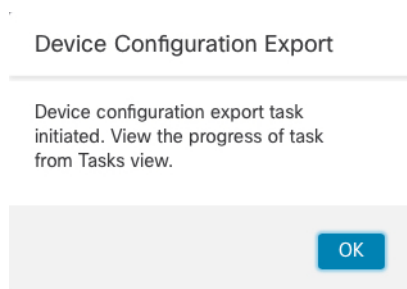 Device Configuration Export
Device configuration export task
initiated. View the progress of task
from Tasks view.
OK